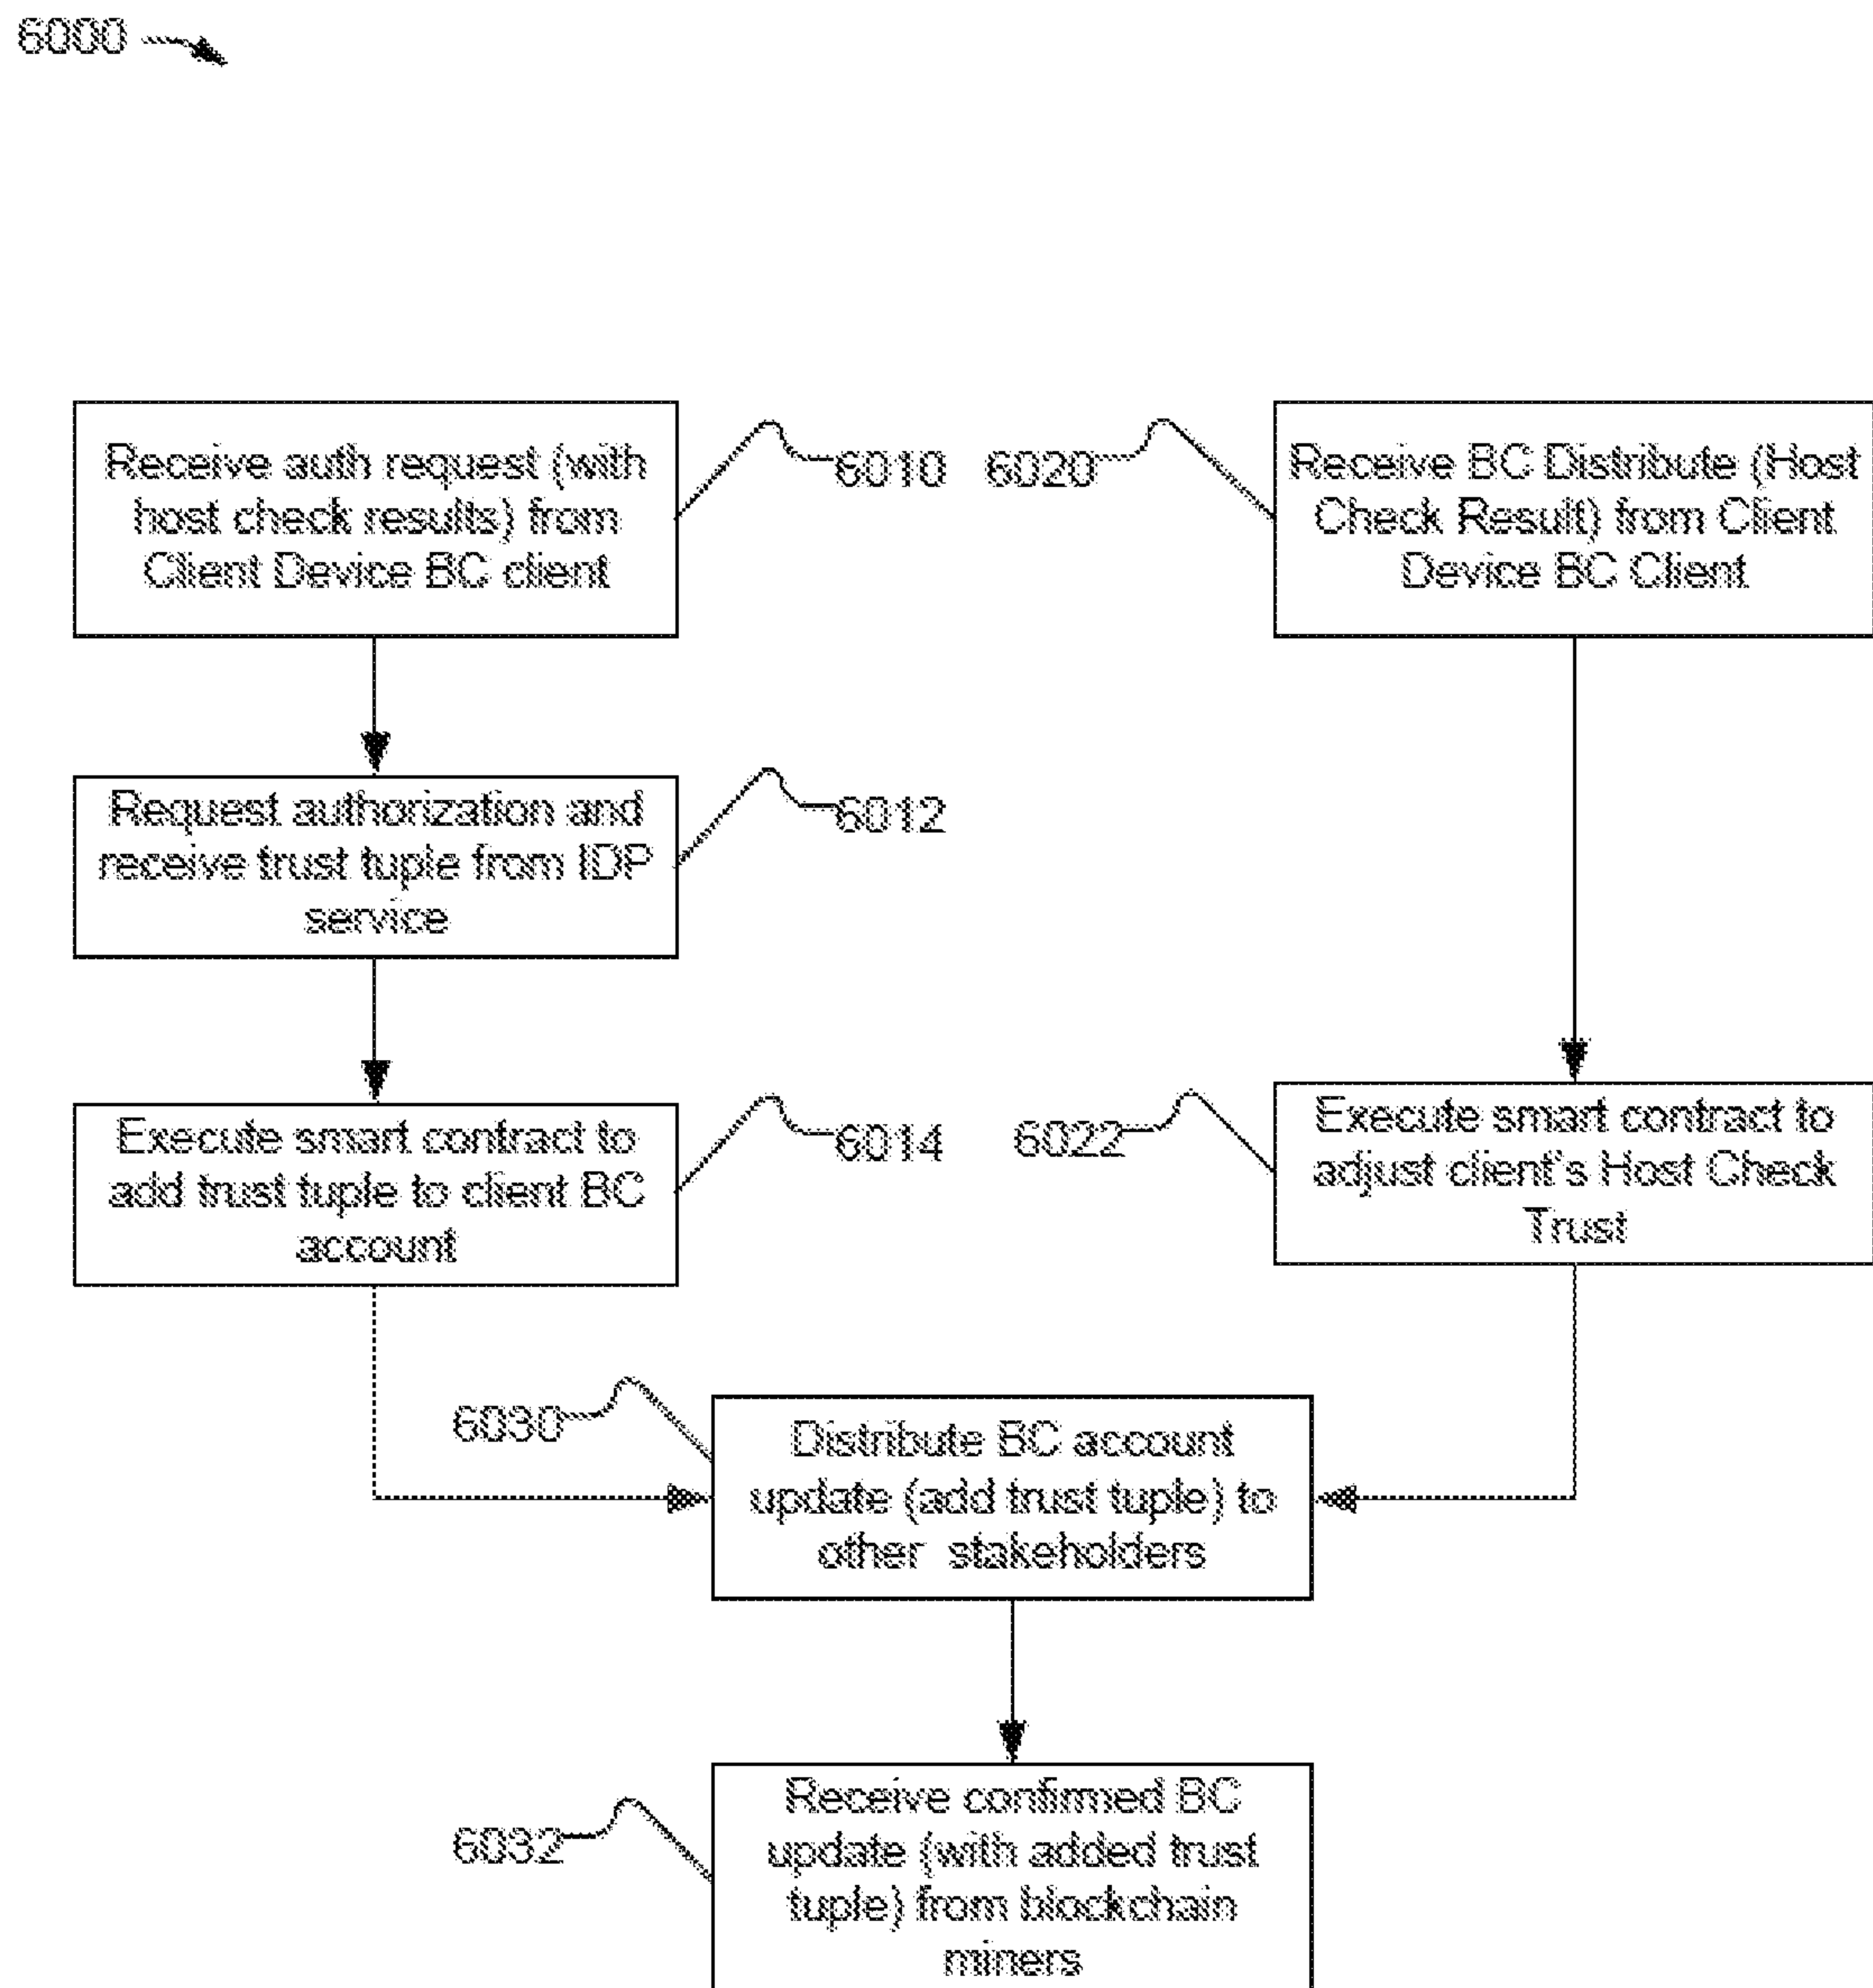 6000
Receive auth request (with
host check results) from
Client Device BC client
6010
6020
Receive BC Distribute (Host
Check Result) from Client
Device BC Client
Request authorization and
receive trust tuple from IDP
service
6012
Execute smart contract to
add trust tuple to client BC
account
6014
6022
Execute smart contract to
adjust client's Host Check
Trust
6030
Distribute BC account
update (add trust tuple) to
other stakeholders
6032
Receive confirmed BC
update (with added trust
tuple) from blockchain
miners